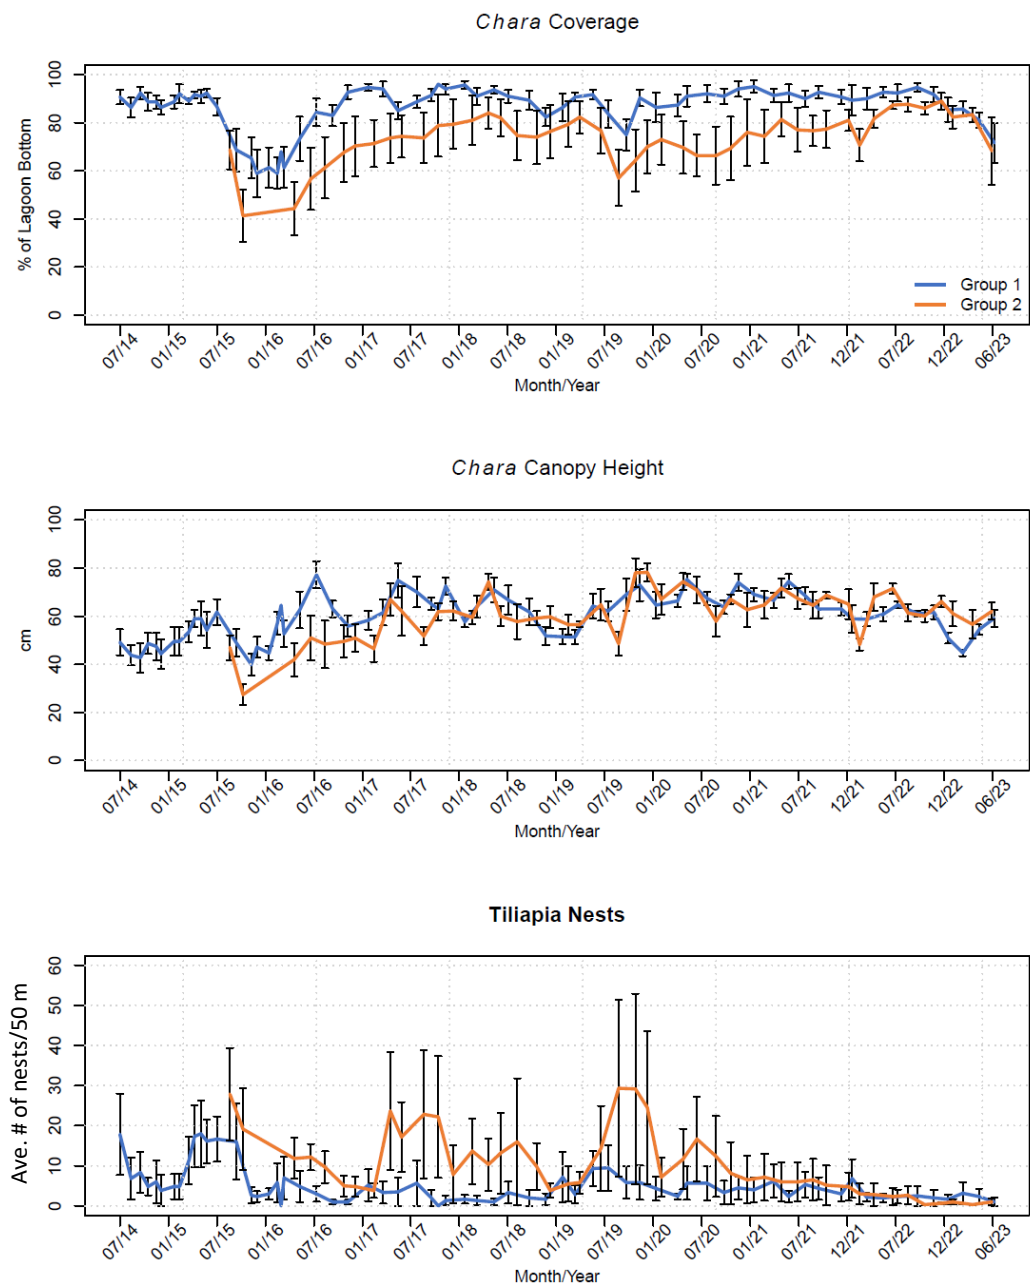 Chara Coverage
100
80
60
40
20
0
% of Lagoon Bottom
Group 1
Group 2
07/14 01/15 07/15 01/16 07/16 01/17 07/17 01/18 07/18 01/19 07/19 01/20 07/20 01/21 07/21 12/21 07/22 12/22 06/23
Month/Year
Chara Canopy Height
100
80
60
40
20
0
cm
07/14 01/15 07/15 01/16 07/16 01/17 07/17 01/18 07/18 01/19 07/19 01/20 07/20 01/21 07/21 12/21 07/22 12/22 06/23
Month/Year
Tiliapia Nests
60
50
40
30
20
10
0
Ave. # of nests/50 m
07/14 01/15 07/15 01/16 07/16 01/17 07/17 01/18 07/18 01/19 07/19 01/20 07/20 01/21 07/21 12/21 07/22 12/22 06/23
Month/Year